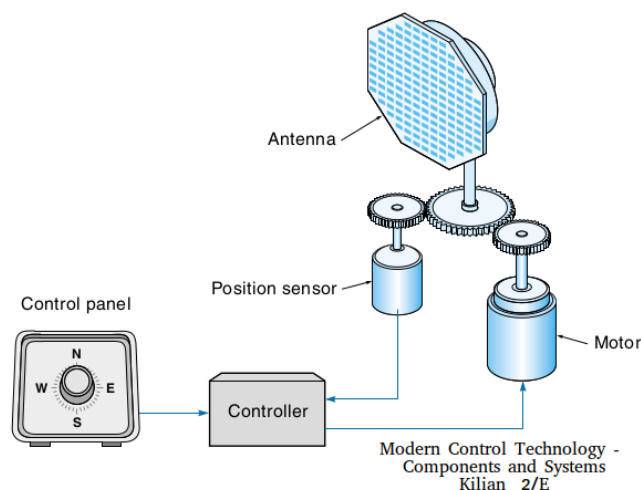 Antenna
Position sensor
Motor
Control panel
N
W E
S
Controller
Modern Control Technology -
Components and Systems
Kilian 2/E